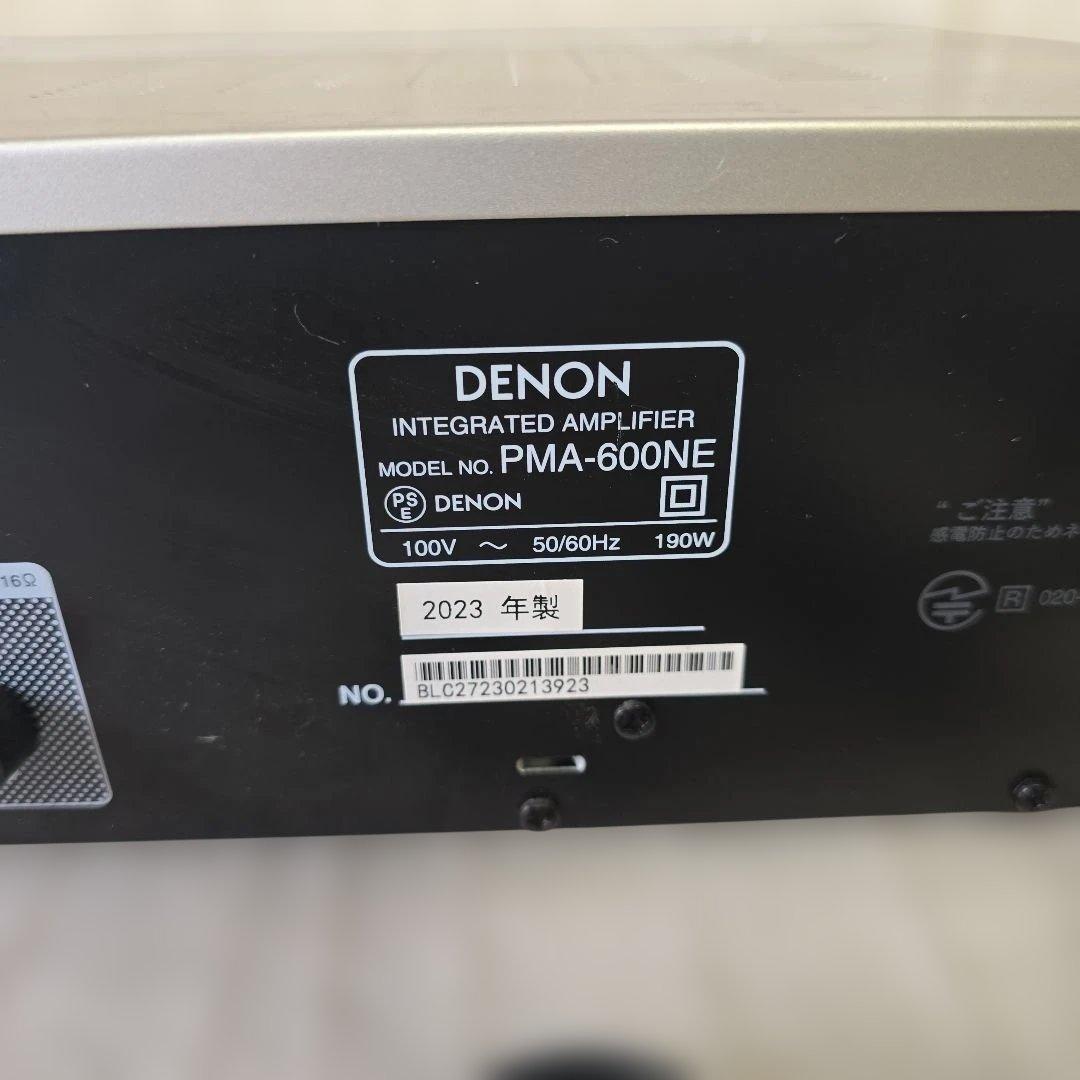 DENON
INTEGRATED AMPLIFIER
MODEL NO. PMA-600NE
PS
E
DENON
100V ～ 50/60Hz 190W
2023 年製
NO. BLC27230213923
16Ω
"ご注意"
感電防止のためネ
R 020-